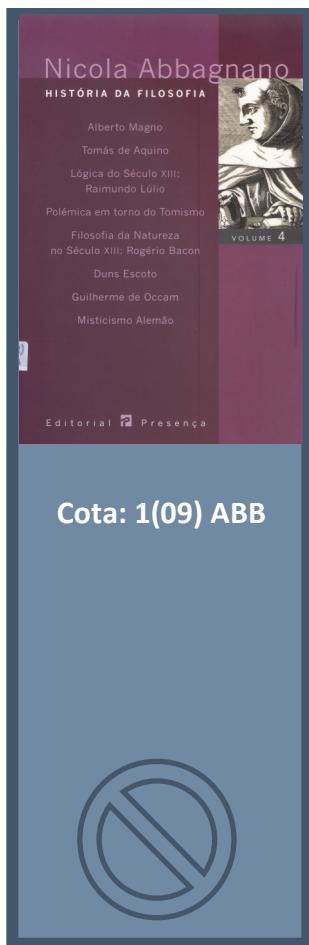 Nicola Abbagnano
HISTÓRIA DA FILOSOFIA
Alberto Magno
Tomás de Aquino
Lógica do Século XIII:
Raimundo Lúlio
Polémica em torno do Tomismo
Filosofia da Natureza
no Século XIII: Rogério Bacon
Duns Escoto
Guilherme de Occam
Misticismo Alemão
VOLUME 4
Editorial Presença
Cota: 1(09) ABB